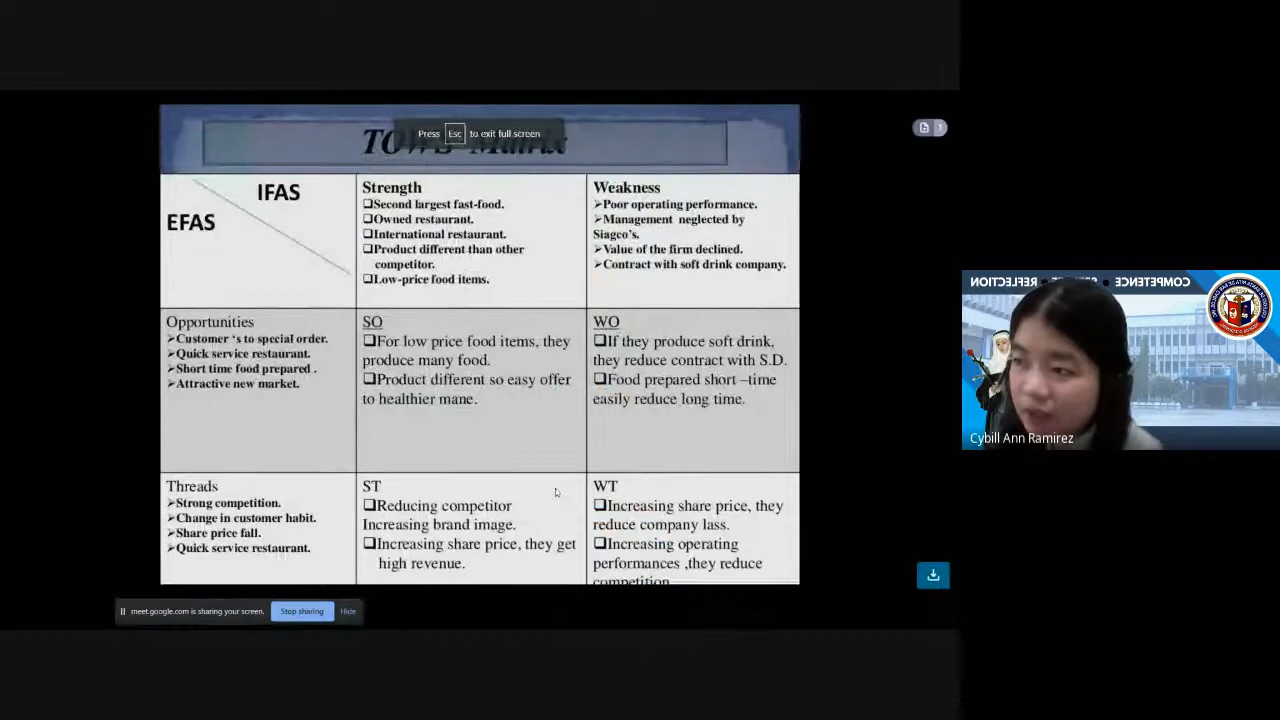 Press Esc to exit full screen
TOWS Matrix
IFAS
EFAS
Strength
❑Second largest fast-food.
❑Owned restaurant.
❑International restaurant.
❑Product different than other
competitor.
❑Low-price food items.
Weakness
➢Poor operating performance.
➢Management neglected by
Siagco's.
➢Value of the firm declined.
➢Contract with soft drink company.
Opportunities
➢Customer 's to special order.
➢Quick service restaurant.
➢Short time food prepared .
➢Attractive new market.
SO
❑For low price food items, they
produce many food.
❑Product different so easy offer
to healthier mane.
WO
❑If they produce soft drink,
they reduce contract with S.D.
❑Food prepared short –time
easily reduce long time.
Threads
➢Strong competition.
➢Change in customer habit.
➢Share price fall.
➢Quick service restaurant.
ST
❑Reducing competitor
Increasing brand image.
❑Increasing share price, they get
high revenue.
WT
❑Increasing share price, they
reduce company lass.
❑Increasing operating
performances ,they reduce
competition
meet.google.com is sharing your screen.
Stop sharing
Hide
1
COMPETENCE
REFLECTION
Cybill Ann Ramirez